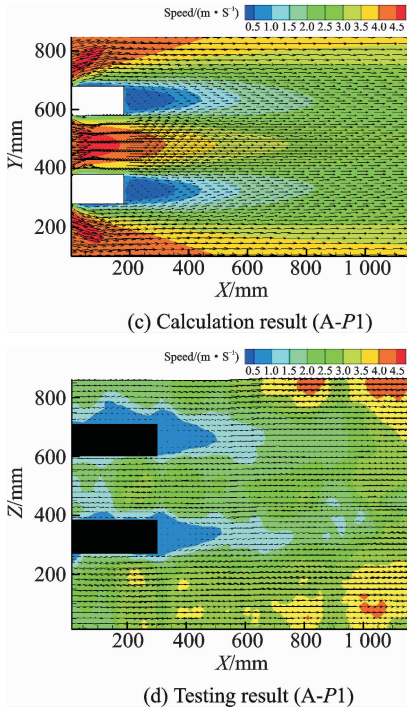 Speed/(m · S⁻¹)
0.5 1.0 1.5 2.0 2.5 3.0 3.5 4.0 4.5
800
600
400
200
Y/mm
200 400 600 800 1 000
X/mm
(c) Calculation result (A-P1)
Speed/(m · S⁻¹)
0.5 1.0 1.5 2.0 2.5 3.0 3.5 4.0 4.5
800
600
400
200
Z/mm
200 400 600 800 1 000
X/mm
(d) Testing result (A-P1)